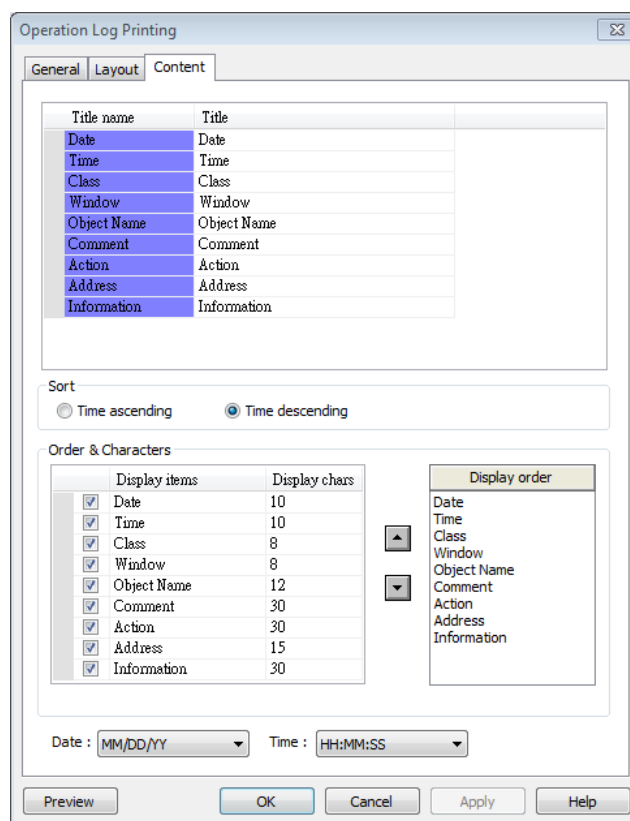 Operation Log Printing
General Layout Content
Title name Title
Date Date
Time Time
Class Class
Window Window
Object Name Object Name
Comment Comment
Action Action
Address Address
Information Information
Sort
Time ascending Time descending
Order & Characters
Display items Display chars
Date 10
Time 10
Class 8
Window 8
Object Name 12
Comment 30
Action 30
Address 15
Information 30
Display order
Date
Time
Class
Window
Object Name
Comment
Action
Address
Information
Date : MM/DD/YY Time : HH:MM:SS
Preview OK Cancel Apply Help